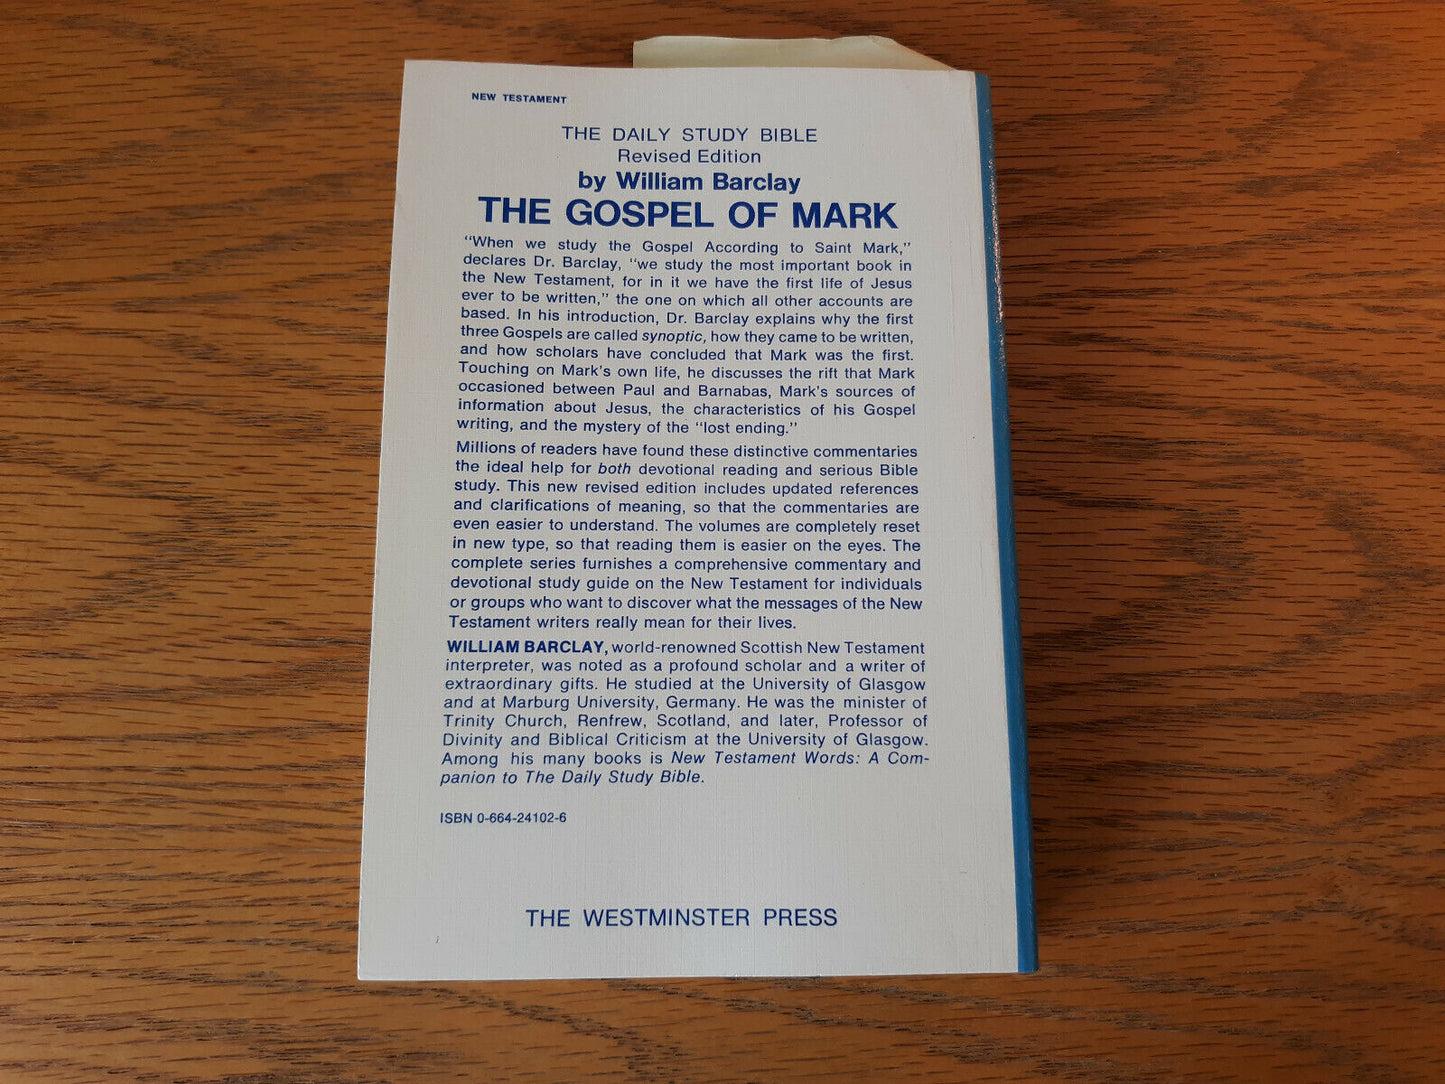 NEW TESTAMENT
THE DAILY STUDY BIBLE
Revised Edition
by William Barclay
THE GOSPEL OF MARK
"When we study the Gospel According to Saint Mark,"
declares Dr. Barclay, "we study the most important book in
the New Testament, for in it we have the first life of Jesus
ever to be written," the one on which all other accounts are
based. In his introduction, Dr. Barclay explains why the first
three Gospels are called synoptic, how they came to be written,
and how scholars have concluded that Mark was the first.
Touching on Mark's own life, he discusses the rift that Mark
occasioned between Paul and Barnabas, Mark's sources of
information about Jesus, the characteristics of his Gospel
writing, and the mystery of the "lost ending."
Millions of readers have found these distinctive commentaries
the ideal help for both devotional reading and serious Bible
study. This new revised edition includes updated references
and clarifications of meaning, so that the commentaries are
even easier to understand. The volumes are completely reset
in new type, so that reading them is easier on the eyes. The
complete series furnishes a comprehensive commentary and
devotional study guide on the New Testament for individuals
or groups who want to discover what the messages of the New
Testament writers really mean for their lives.
WILLIAM BARCLAY, world-renowned Scottish New Testament
interpreter, was noted as a profound scholar and a writer of
extraordinary gifts. He studied at the University of Glasgow
and at Marburg University, Germany. He was the minister of
Trinity Church, Renfrew, Scotland, and later, Professor of
Divinity and Biblical Criticism at the University of Glasgow.
Among his many books is New Testament Words: A Com-
panion to The Daily Study Bible.
ISBN 0-664-24102-6
THE WESTMINSTER PRESS